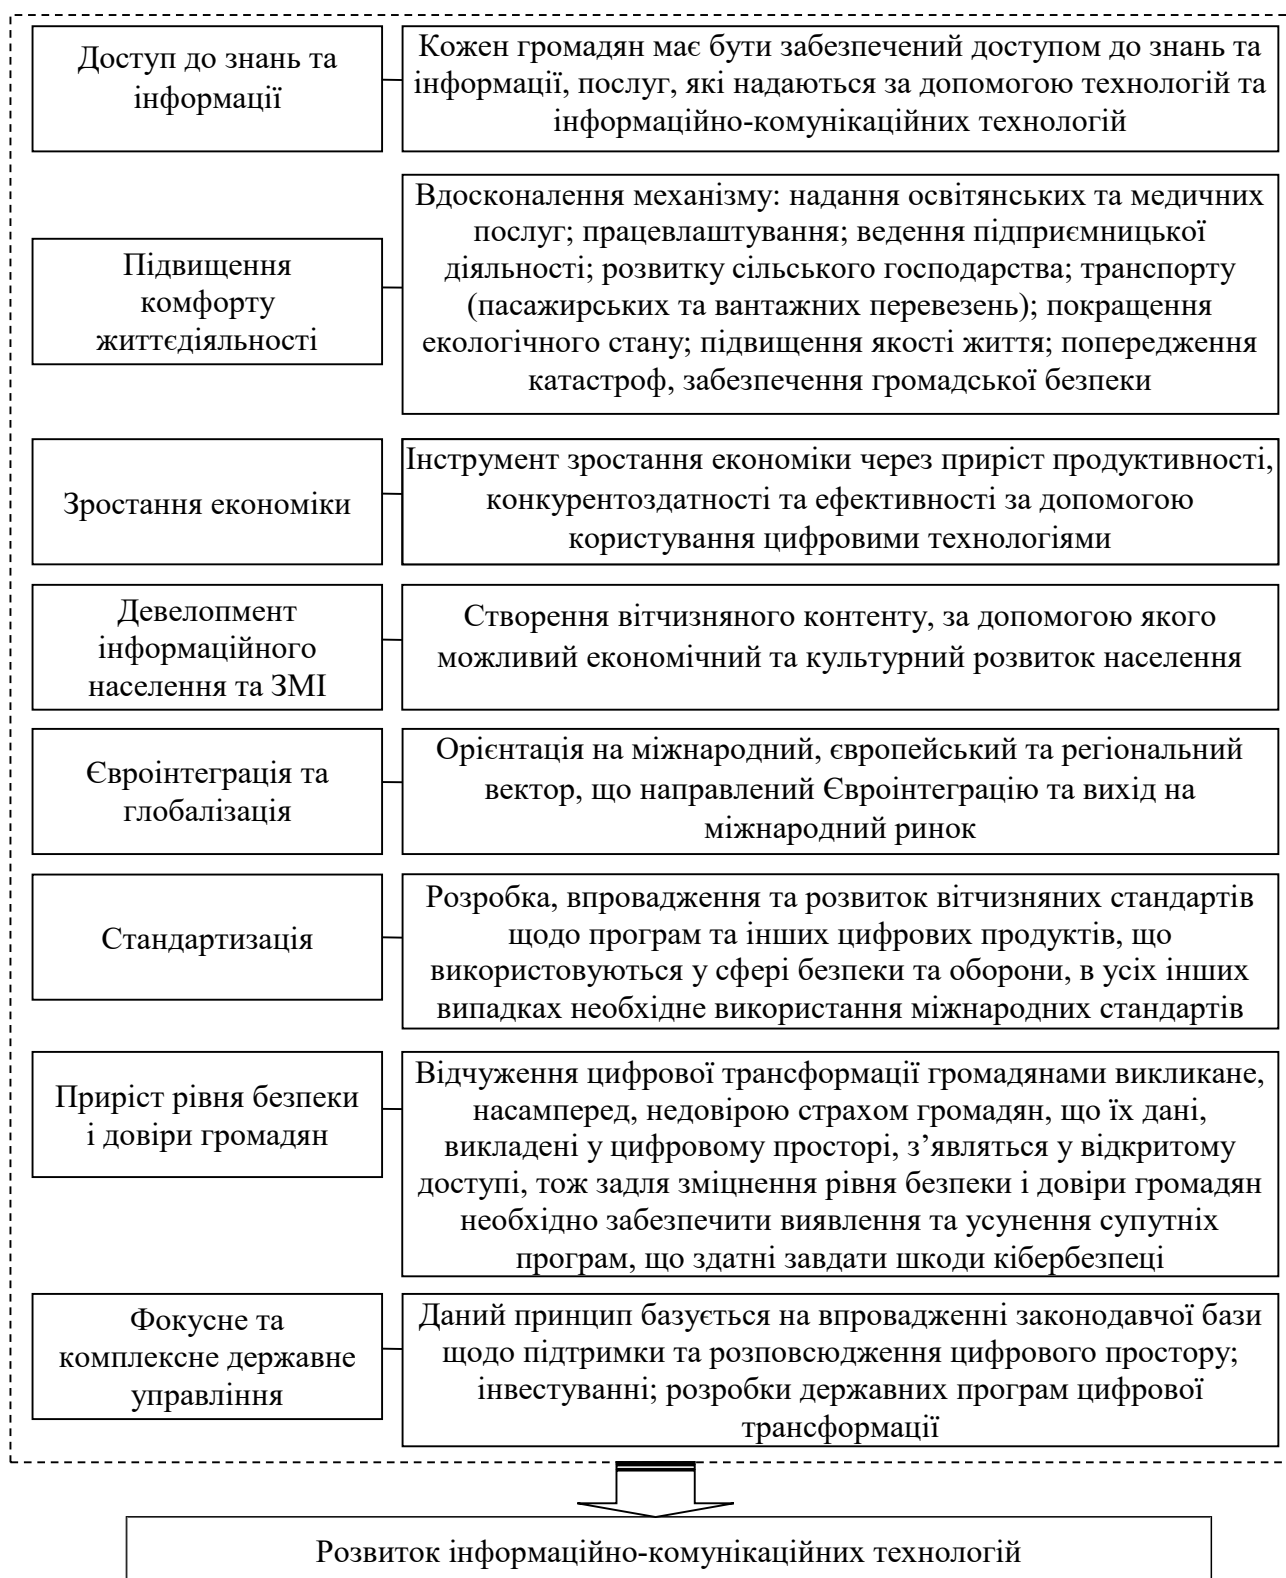 Доступ до знань та
інформації
Кожен громадян має бути забезпечений доступом до знань та
інформації, послуг, які надаються за допомогою технологій та
інформаційно-комунікаційних технологій
Підвищення
комфорту
життєдіяльності
Вдосконалення механізму: надання освітянських та медичних
послуг; працевлаштування; ведення підприємницької
діяльності; розвитку сільського господарства; транспорту
(пасажирських та вантажних перевезень); покращення
екологічного стану; підвищення якості життя; попередження
катастроф, забезпечення громадської безпеки
Зростання економіки
Інструмент зростання економіки через приріст продуктивності,
конкурентоздатності та ефективності за допомогою
користування цифровими технологіями
Девелопмент
інформаційного
населення та ЗМІ
Створення вітчизняного контенту, за допомогою якого
можливий економічний та культурний розвиток населення
Євроінтеграція та
глобалізація
Орієнтація на міжнародний, європейський та регіональний
вектор, що направлений Євроінтеграцію та вихід на
міжнародний ринок
Стандартизація
Розробка, впровадження та розвиток вітчизняних стандартів
щодо програм та інших цифрових продуктів, що
використовуються у сфері безпеки та оборони, в усіх інших
випадках необхідне використання міжнародних стандартів
Приріст рівня безпеки
і довіри громадян
Відчуження цифрової трансформації громадянами викликане,
насамперед, недовірою страхом громадян, що їх дані,
викладені у цифровому просторі, з’являться у відкритому
доступі, тож задля зміцнення рівня безпеки і довіри громадян
необхідно забезпечити виявлення та усунення супутніх
програм, що здатні завдати шкоди кібербезпеці
Фокусне та
комплексне державне
управління
Даний принцип базується на впровадженні законодавчої бази
щодо підтримки та розповсюдження цифрового простору;
інвестуванні; розробки державних програм цифрової
трансформації
Розвиток інформаційно-комунікаційних технологій